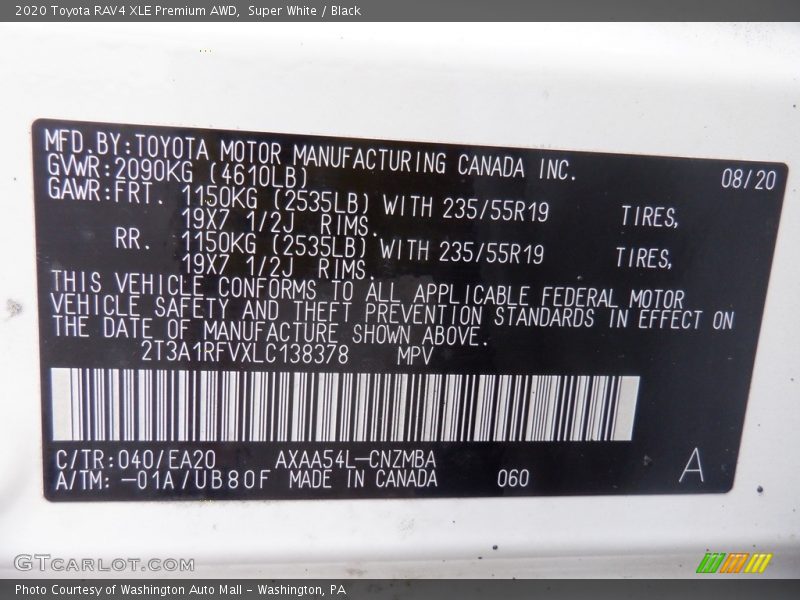 2020 Toyota RAV4 XLE Premium AWD,  Super White / Black
MFD.BY:TOYOTA MOTOR MANUFACTURING CANADA INC. 08/20
GVWR:2090KG (4610LB)
GAWR:FRT. 1150KG (2535LB) WITH 235/55R19 TIRES,
19X7 1/2J RIMS.
RR. 1150KG (2535LB) WITH 235/55R19 TIRES,
19X7 1/2J RIMS.
THIS VEHICLE CONFORMS TO ALL APPLICABLE FEDERAL MOTOR
VEHICLE SAFETY AND THEFT PREVENTION STANDARDS IN EFFECT ON
THE DATE OF MANUFACTURE SHOWN ABOVE.
2T3A1RFVXLC138378 MPV
C/TR:040/EA20 AXAA54L-CNZMBA
A/TM: -01A/UB80F MADE IN CANADA 060 A
GTCARLOT.COM
Photo Courtesy of Washington Auto Mall - Washington, PA